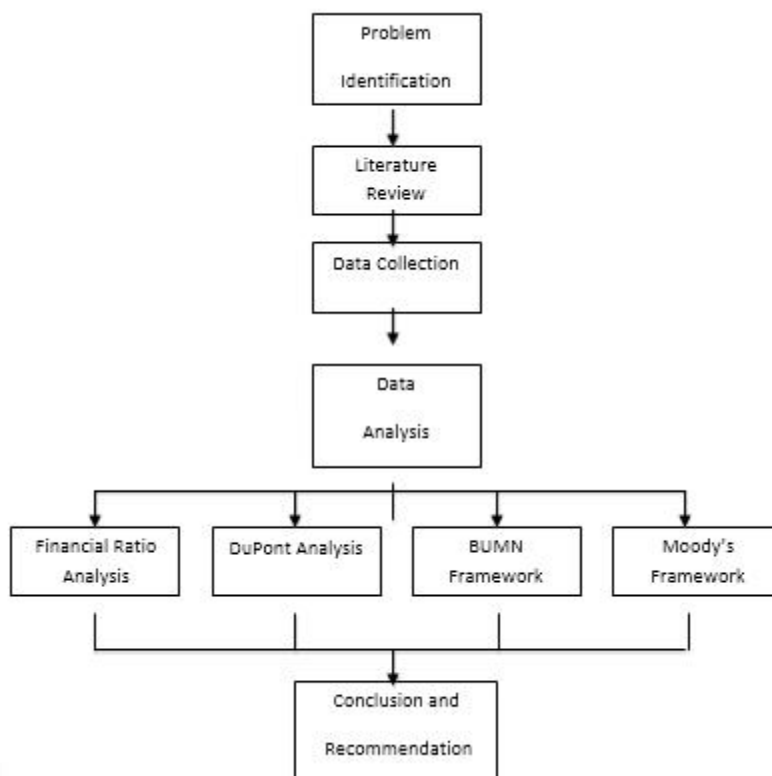 Problem
Identification
Literature
Review
Data Collection
Data
Analysis
Financial Ratio
Analysis
DuPont Analysis
BUMN
Framework
Moody's
Framework
Conclusion and
Recommendation